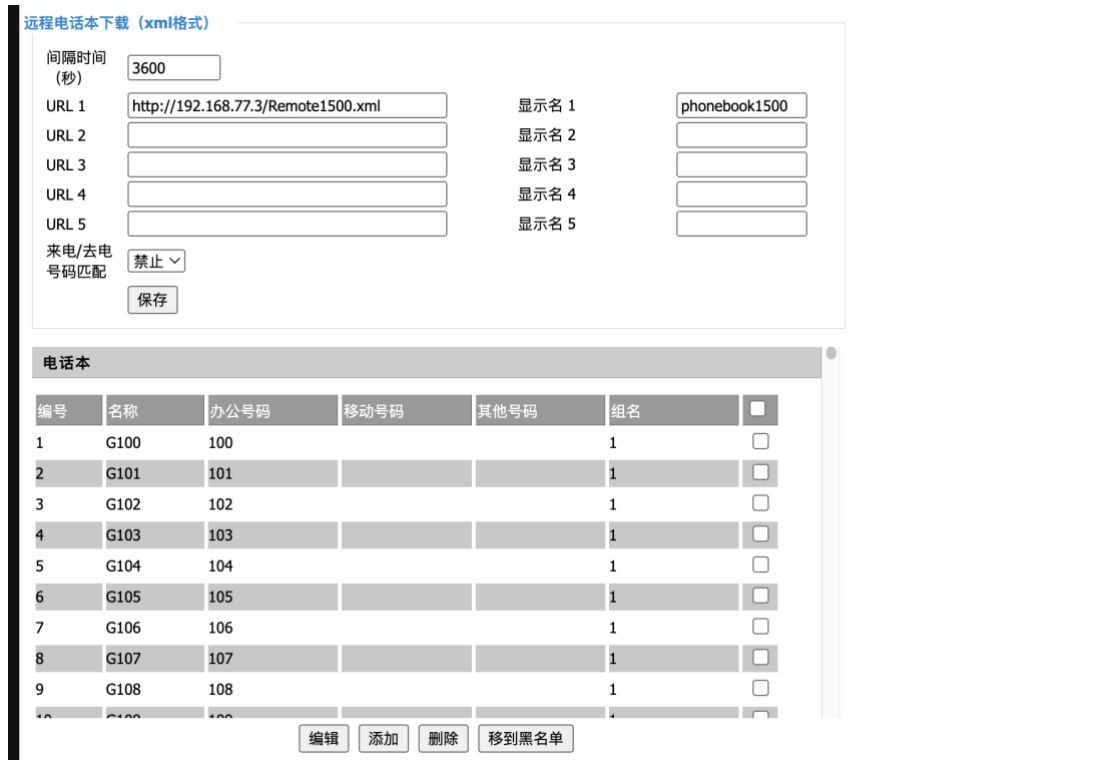 远程电话本下载（xml格式）
间隔时间（秒） 3600
URL 1 http://192.168.77.3/Remote1500.xml 显示名 1 phonebook1500
URL 2 显示名 2
URL 3 显示名 3
URL 4 显示名 4
URL 5 显示名 5
来电/去电号码匹配 禁止
保存
电话本
编号 名称 办公号码 移动号码 其他号码 组名
1 G100 100 1
2 G101 101 1
3 G102 102 1
4 G103 103 1
5 G104 104 1
6 G105 105 1
7 G106 106 1
8 G107 107 1
9 G108 108 1
编辑 添加 删除 移到黑名单